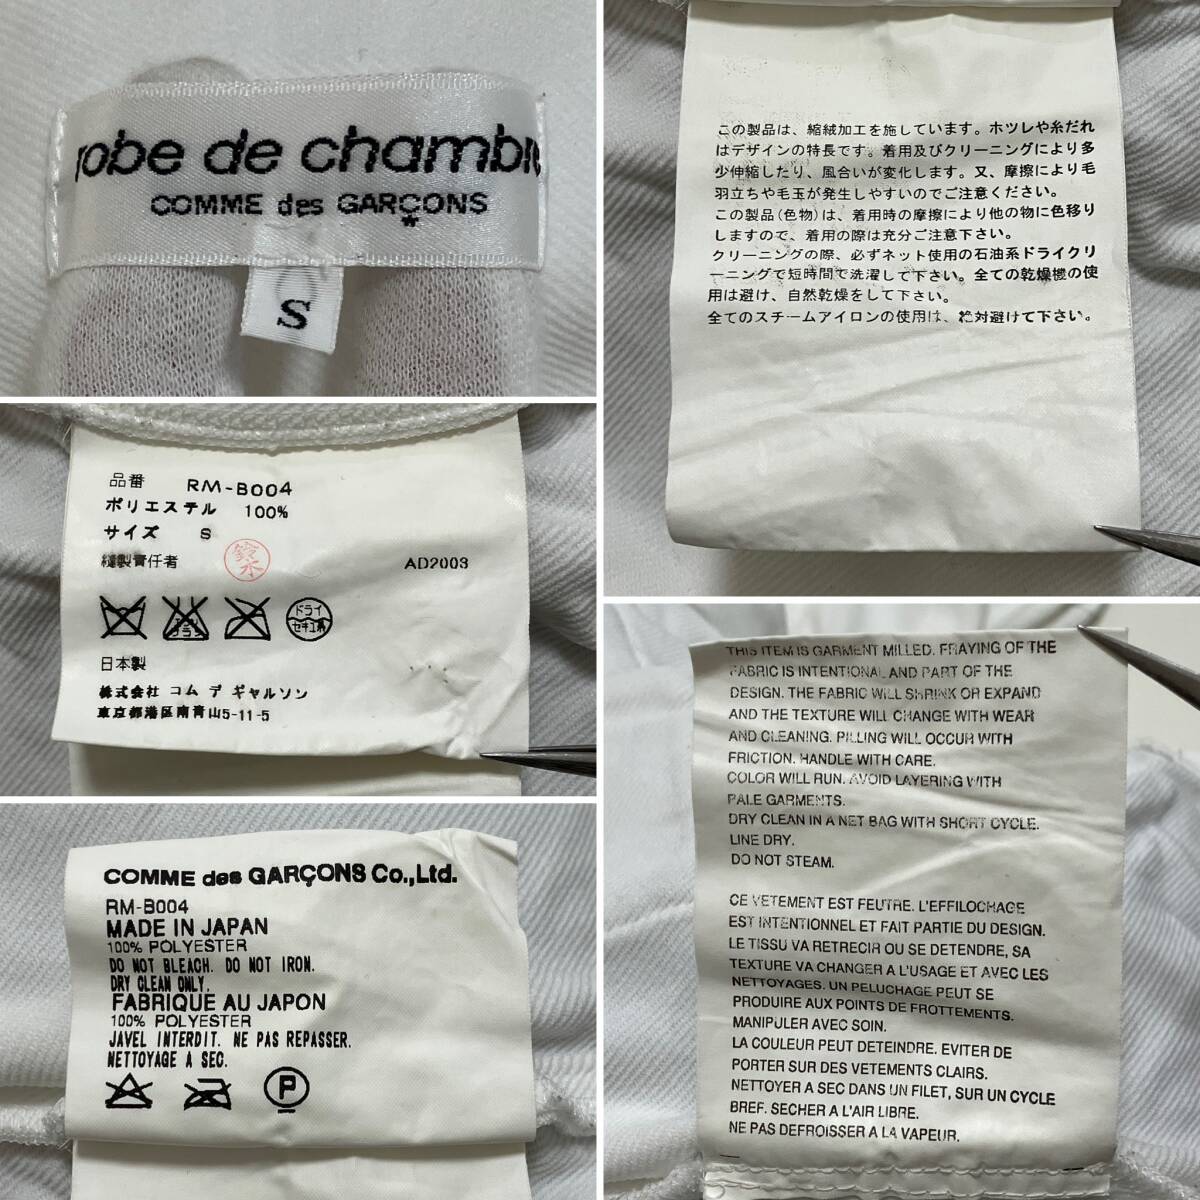 robe de chambre
COMME des GARÇONS
S
品番 RM-B004
ポリエステル 100%
サイズ S
縫製責任者 鈴木 AD2003
エンソ サラシ
ドライ
セキユ系
日本製
株式会社 コム デ ギャルソン
東京都港区南青山5-11-5
COMME des GARÇONS Co.,Ltd.
RM-B004
MADE IN JAPAN
100% POLYESTER
DO NOT BLEACH. DO NOT IRON.
DRY CLEAN ONLY.
FABRIQUE AU JAPON
100% POLYESTER
JAVEL INTERDIT. NE PAS REPASSER.
NETTOYAGE A SEC.
P
この製品は、縮絨加工を施しています。ホツレや糸だれ
はデザインの特長です。着用及びクリーニングにより多
少伸縮したり、風合いが変化します。又、摩擦により毛
羽立ちや毛玉が発生しやすいのでご注意ください。
この製品(色物)は、着用時の摩擦により他の物に色移り
しますので、着用の際は充分ご注意下さい。
クリーニングの際、必ずネット使用の石油系ドライクリ
ーニングで短時間で洗濯して下さい。全ての乾燥機の使
用は避け、自然乾燥をして下さい。
全てのスチームアイロンの使用は、絶対避けて下さい。
THIS ITEM IS GARMENT MILLED. FRAYING OF THE
FABRIC IS INTENTIONAL AND PART OF THE
DESIGN. THE FABRIC WILL SHRINK OR EXPAND
AND THE TEXTURE WILL CHANGE WITH WEAR
AND CLEANING. PILLING WILL OCCUR WITH
FRICTION. HANDLE WITH CARE.
COLOR WILL RUN. AVOID LAYERING WITH
PALE GARMENTS.
DRY CLEAN IN A NET BAG WITH SHORT CYCLE.
LINE DRY.
DO NOT STEAM.
CE VETEMENT EST FEUTRE. L'EFFILOCHAGE
EST INTENTIONNEL ET FAIT PARTIE DU DESIGN.
LE TISSU VA RETRECIR OU SE DETENDRE, SA
TEXTURE VA CHANGER A L'USAGE ET AVEC LES
NETTOYAGES. UN PELUCHAGE PEUT SE
PRODUIRE AUX POINTS DE FROTTEMENTS.
MANIPULER AVEC SOIN.
LA COULEUR PEUT DETEINDRE. EVITER DE
PORTER SUR DES VETEMENTS CLAIRS.
NETTOYER A SEC DANS UN FILET, SUR UN CYCLE
BREF. SECHER A L'AIR LIBRE.
NE PAS DEFROISSER A LA VAPEUR.